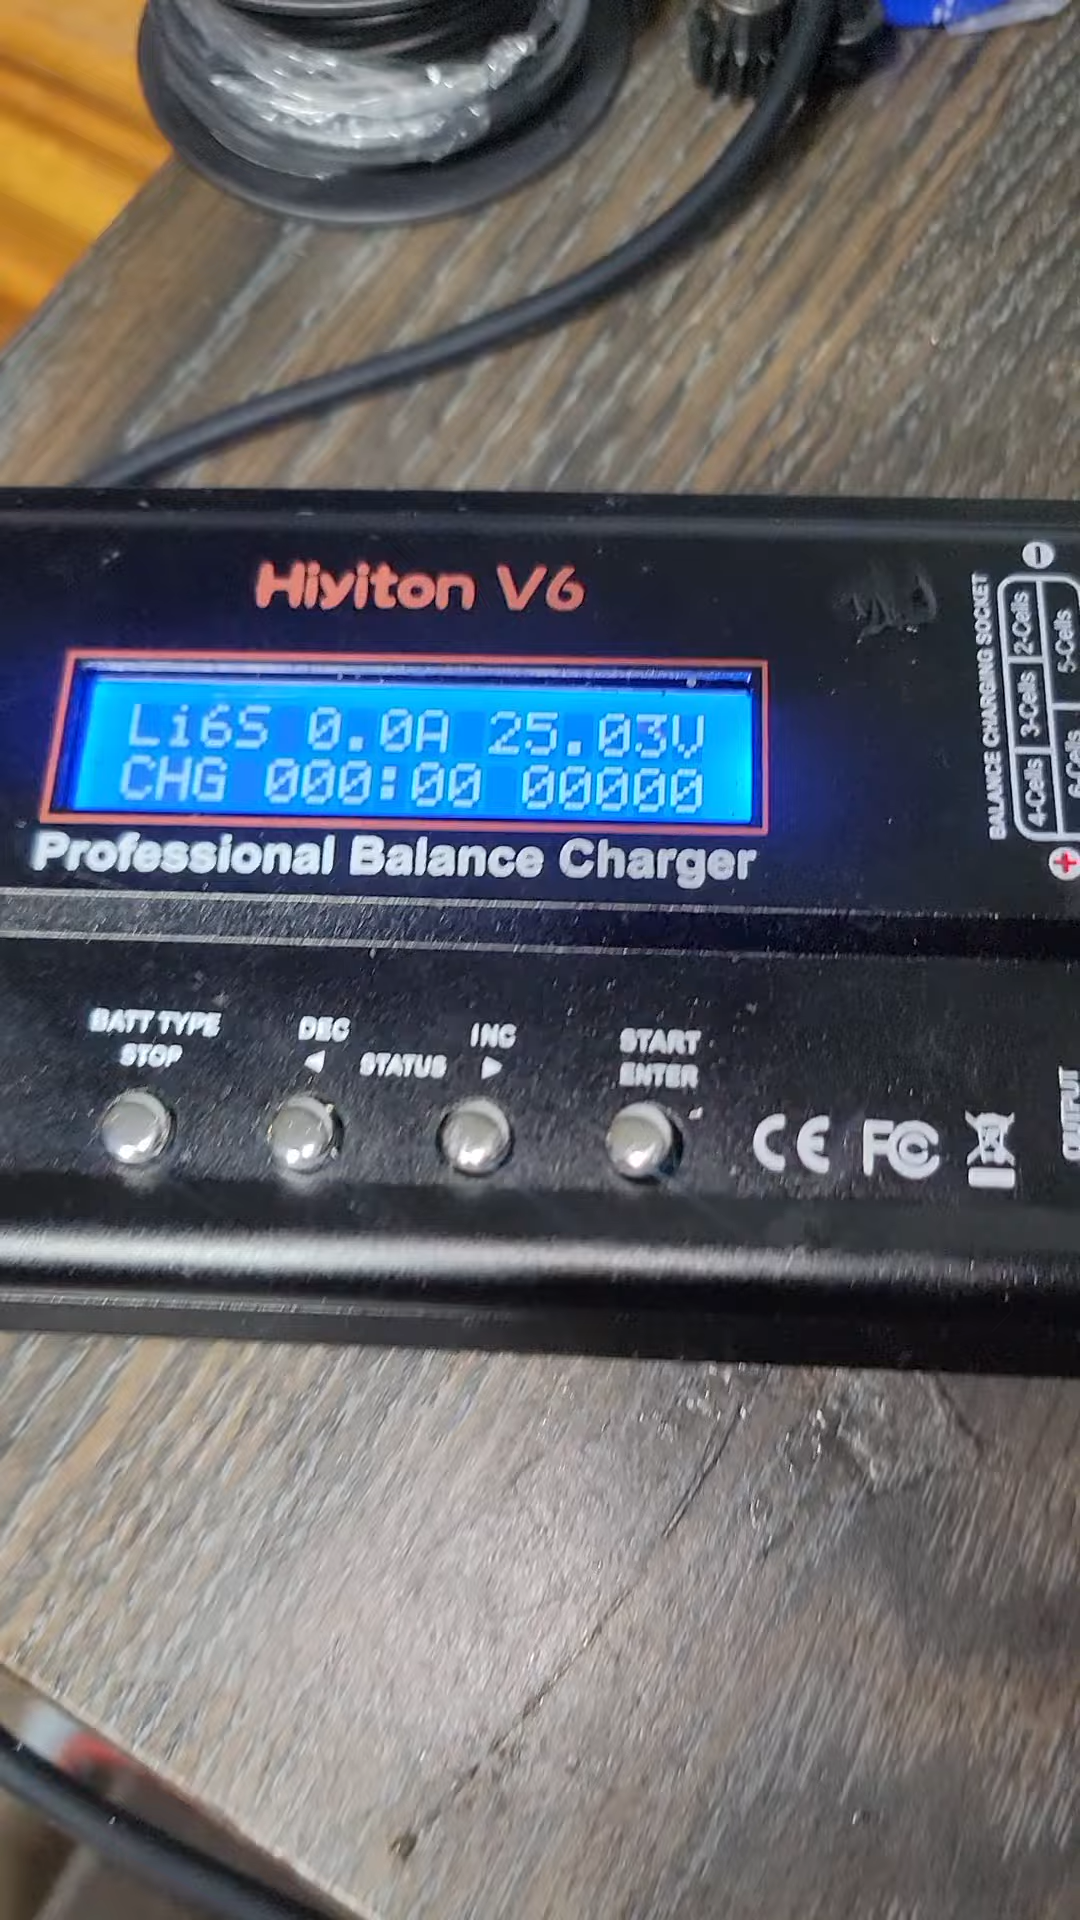 Hiyiton V6
Li6S 0.0A 25.03V
CHG 000:00 00000
Professional Balance Charger
BALANCE CHARGING SOCKET
4-Cells 3-Cells 2-Cells
6-Cells 5-Cells
BATT TYPE
STOP
DEC
STATUS
INC
START
ENTER
CE FC
OUTPUT